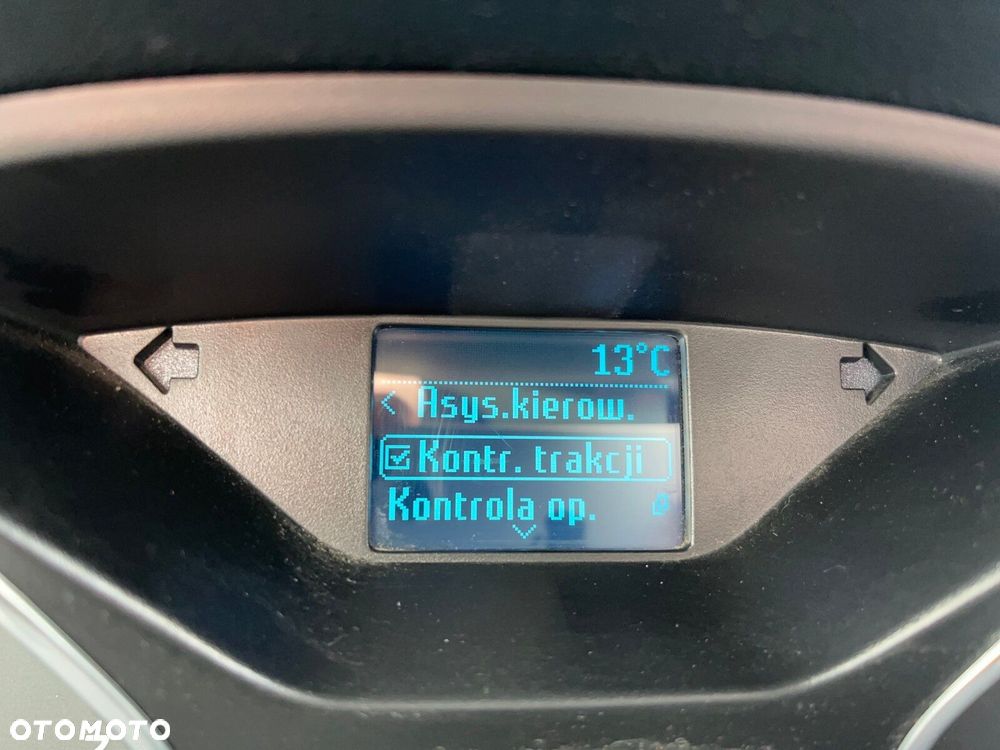 13°C
< Asys.kierow.
Kontr. trakcji
Kontrola op.
OTOMOTO